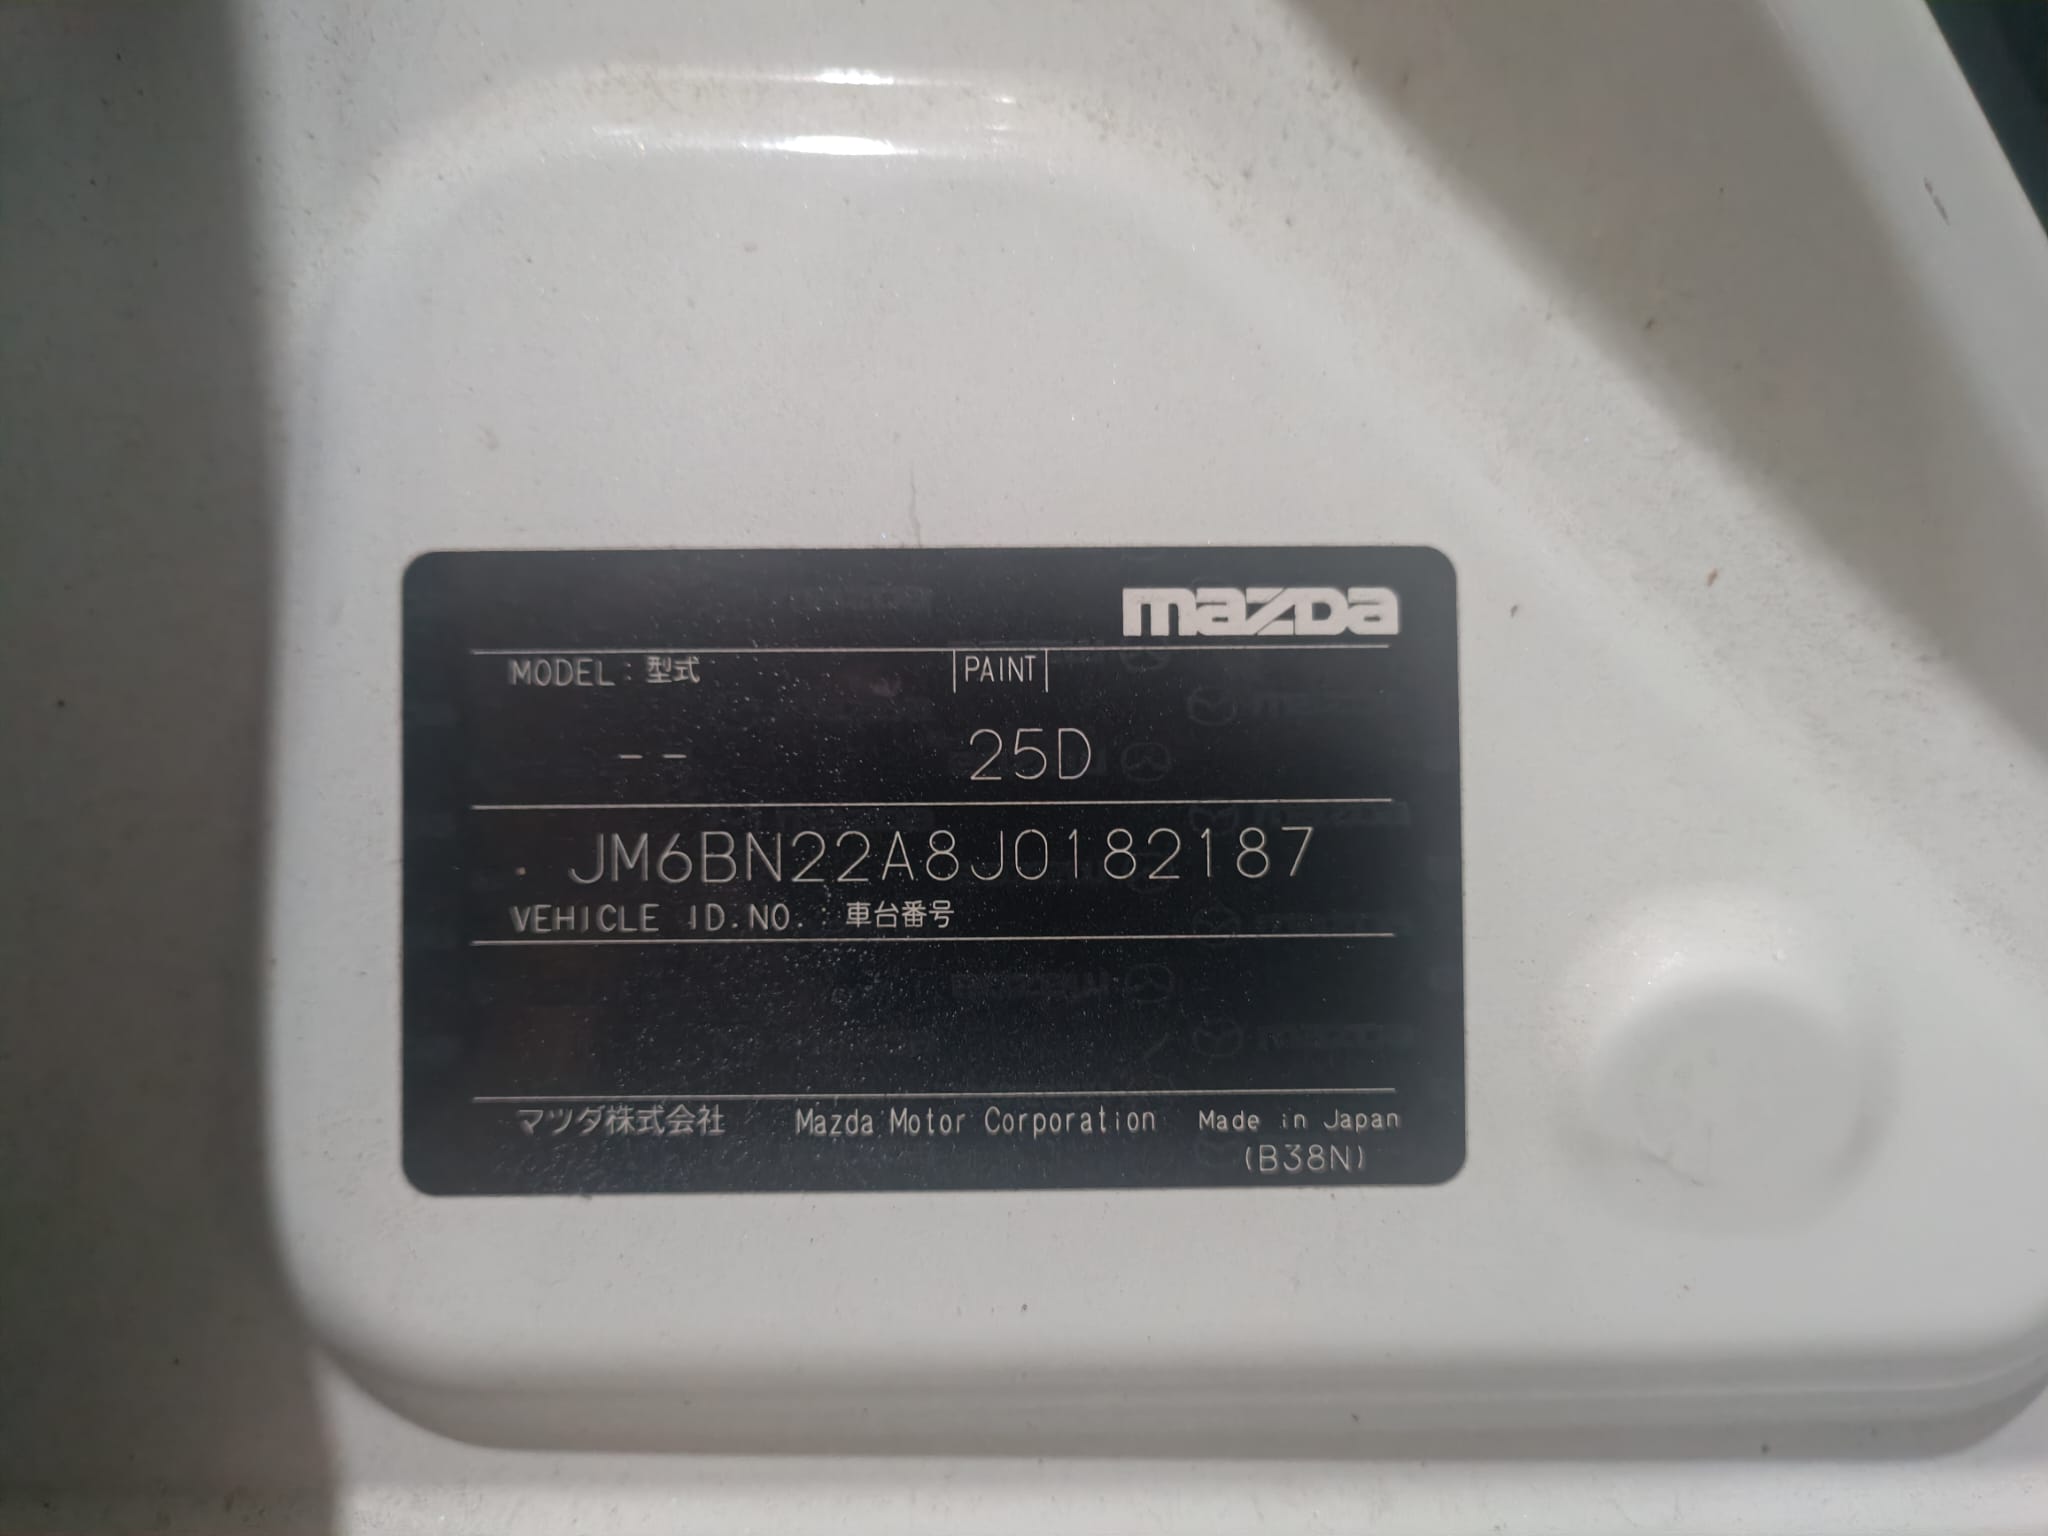 mazda
MODEL : 型式 PAINT
-- 25D
JM6BN22A8J0182187
VEHICLE ID.NO. : 車台番号
マツダ株式会社 Mazda Motor Corporation Made in Japan
(B38N)